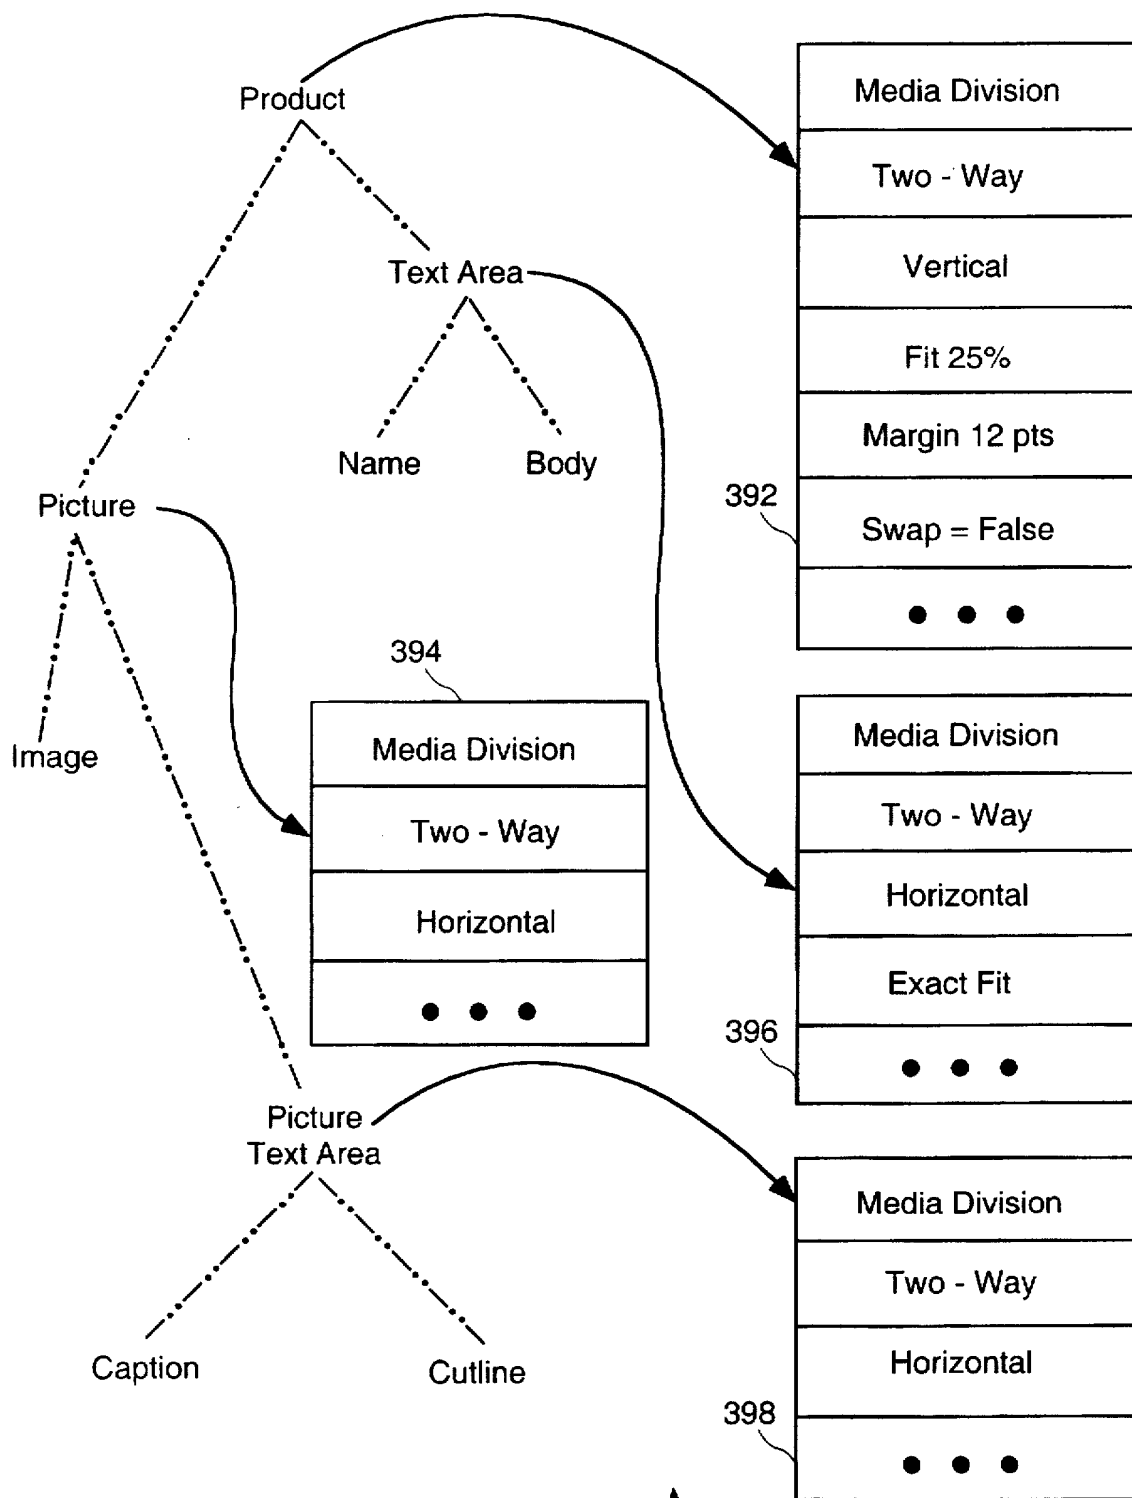 Product
Text Area
Name
Body
Picture
Image
Picture
Text Area
Caption
Cutline
392
Media Division
Two - Way
Vertical
Fit 25%
Margin 12 pts
Swap = False
394
Media Division
Two - Way
Horizontal
396
Media Division
Two - Way
Horizontal
Exact Fit
398
Media Division
Two - Way
Horizontal